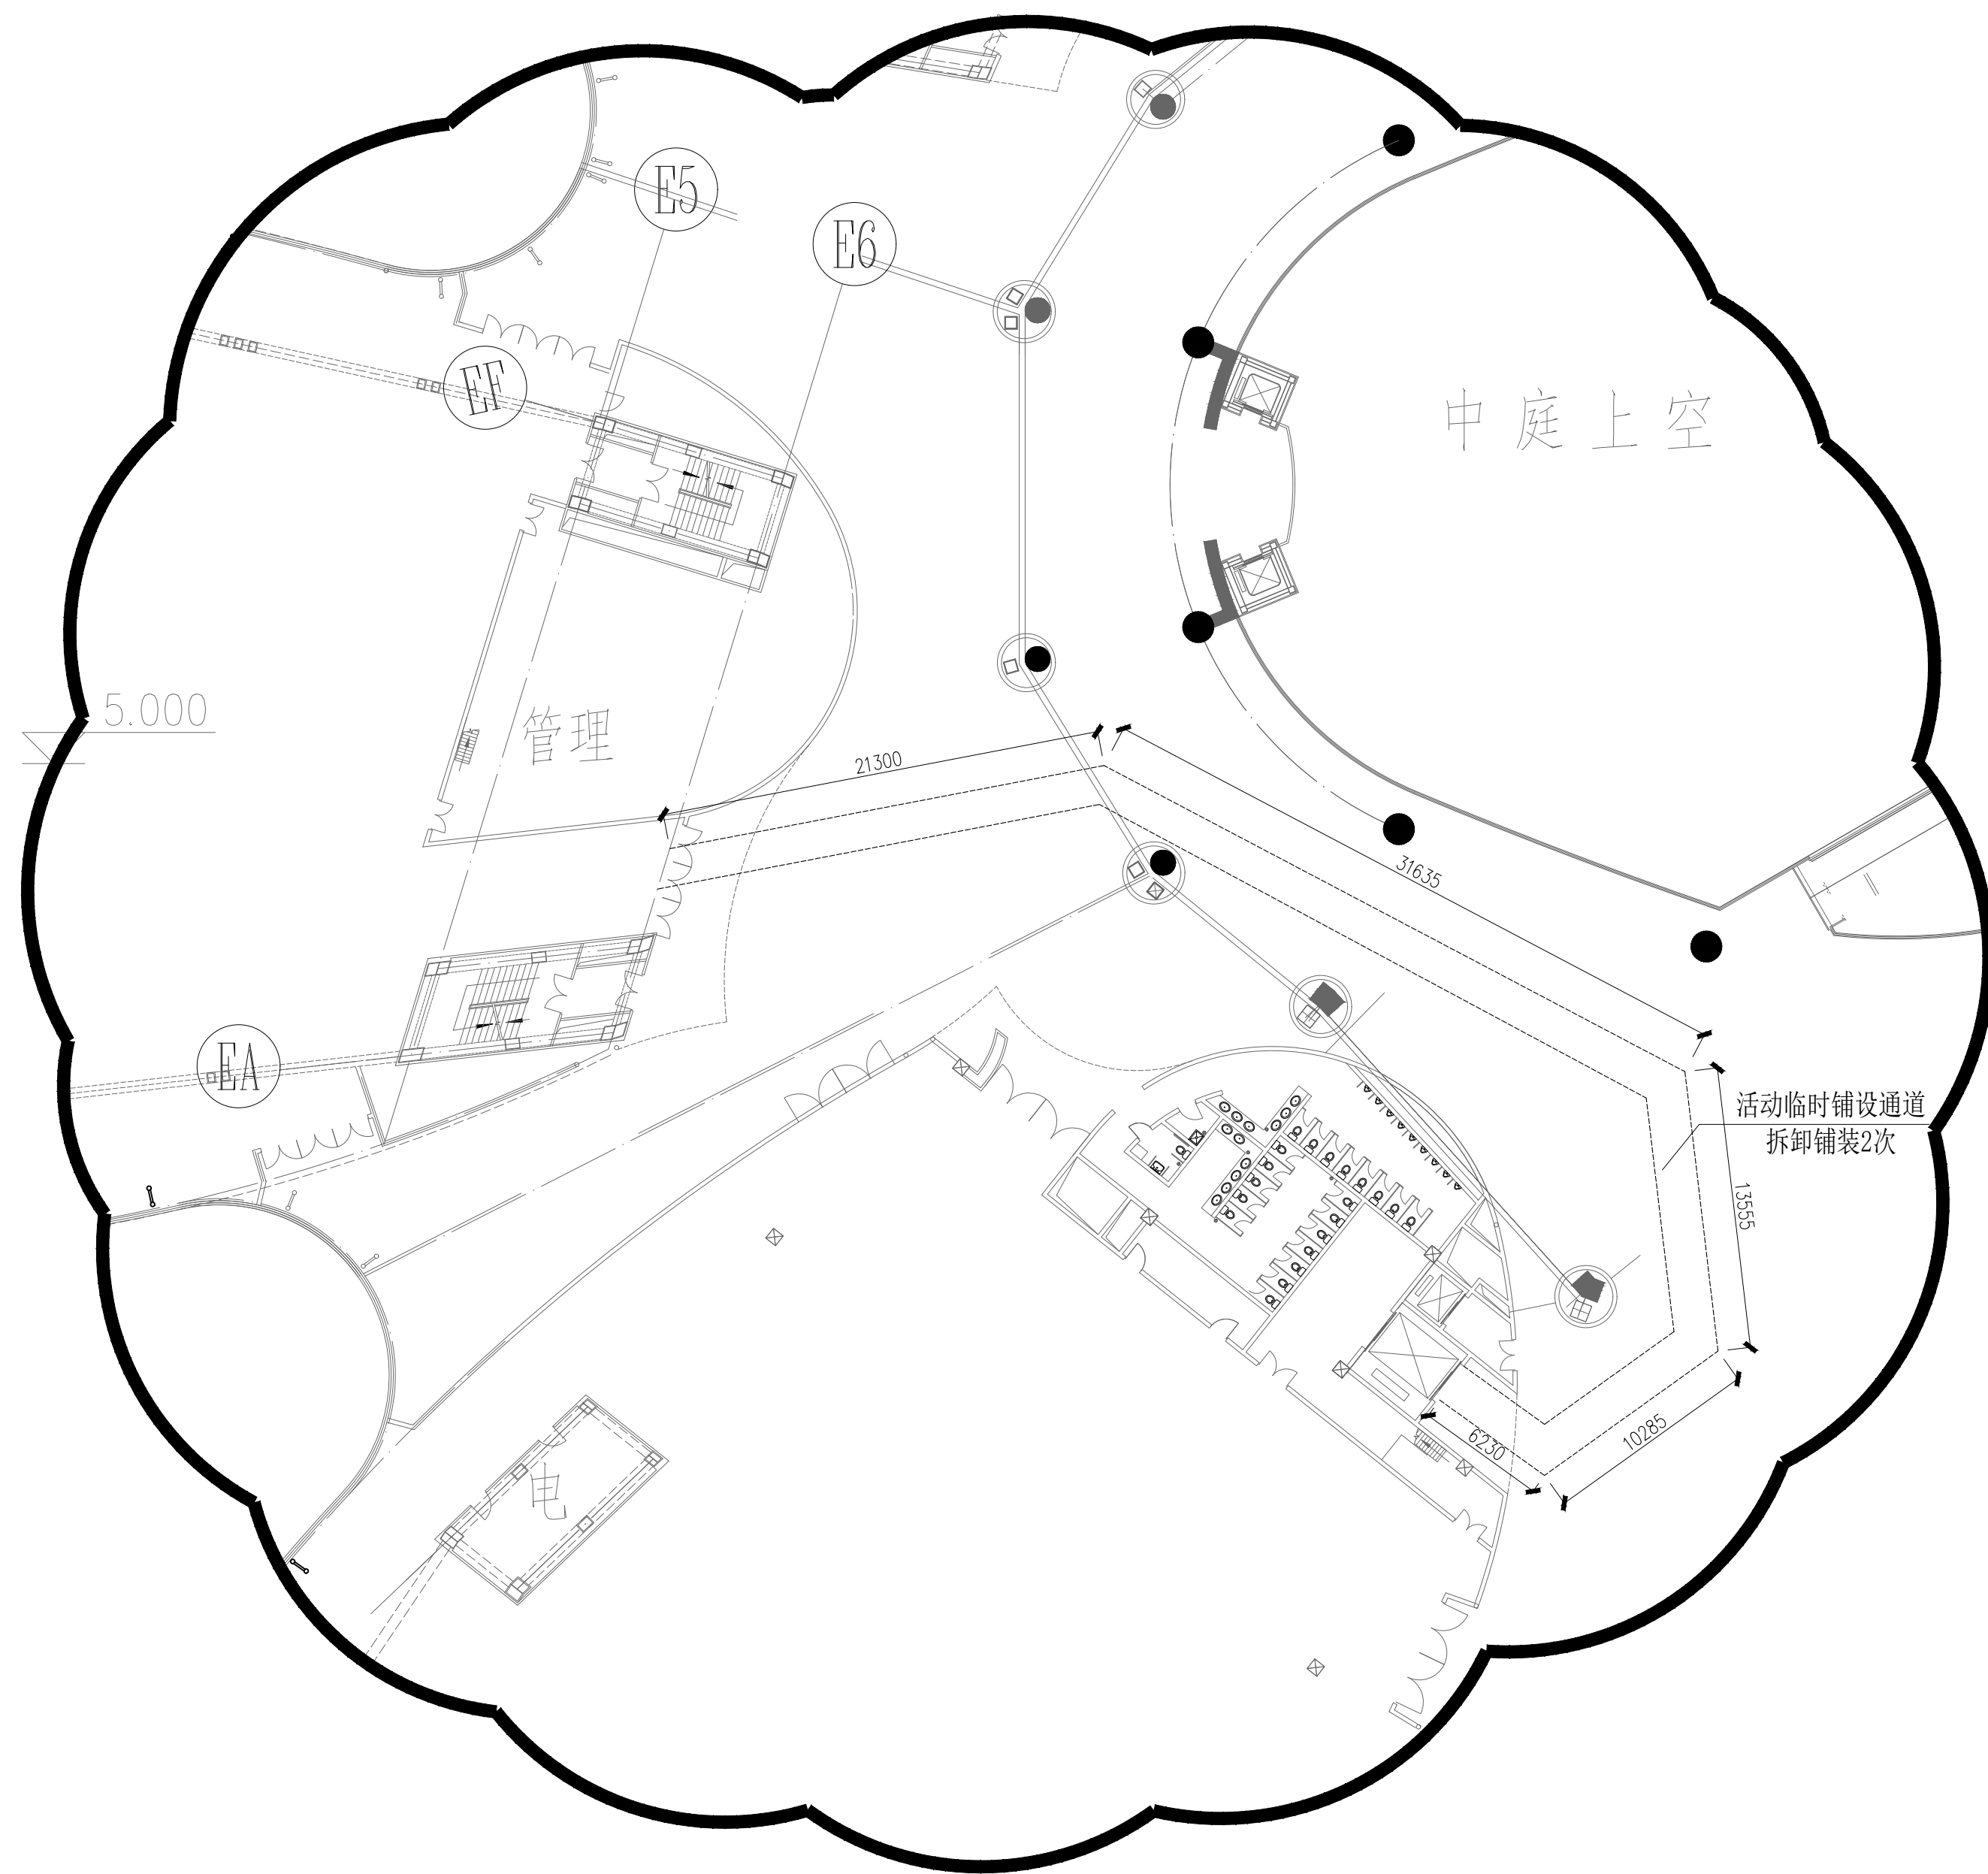 E5
E6
EF
中庭上空
5.000
管理
21300
31635
EA
活动临时铺设通道
拆卸铺装2次
13555
10285
6230
电